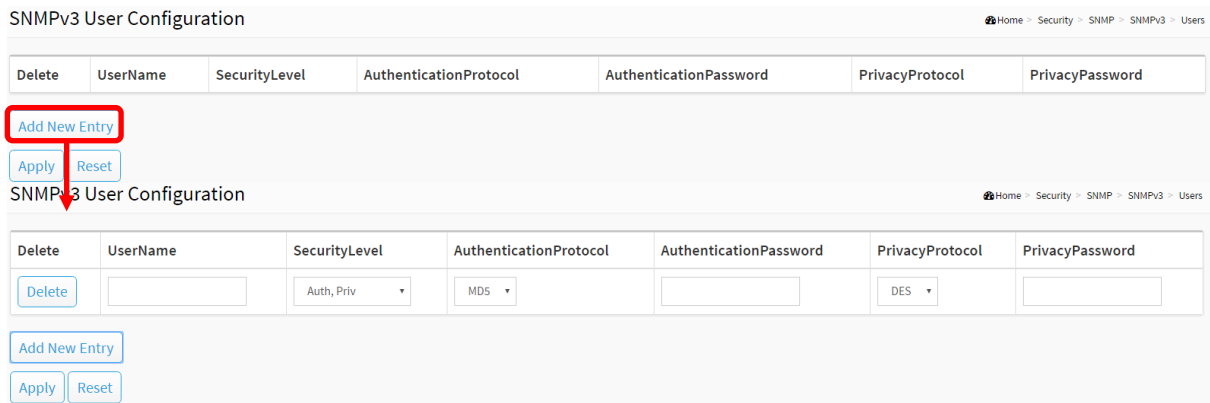 SNMPv3 User Configuration
Home > Security > SNMP > SNMPv3 > Users
Delete UserName SecurityLevel AuthenticationProtocol AuthenticationPassword PrivacyProtocol PrivacyPassword
Add New Entry
Apply Reset
SNMPv3 User Configuration
Home > Security > SNMP > SNMPv3 > Users
Delete UserName SecurityLevel AuthenticationProtocol AuthenticationPassword PrivacyProtocol PrivacyPassword
Delete Auth, Priv MD5 DES
Add New Entry
Apply Reset